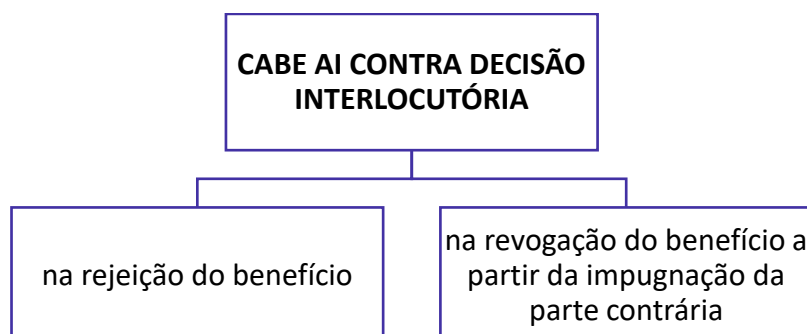 CABE AI CONTRA DECISÃO
INTERLOCUTÓRIA
na rejeição do benefício
na revogação do benefício a
partir da impugnação da
parte contrária